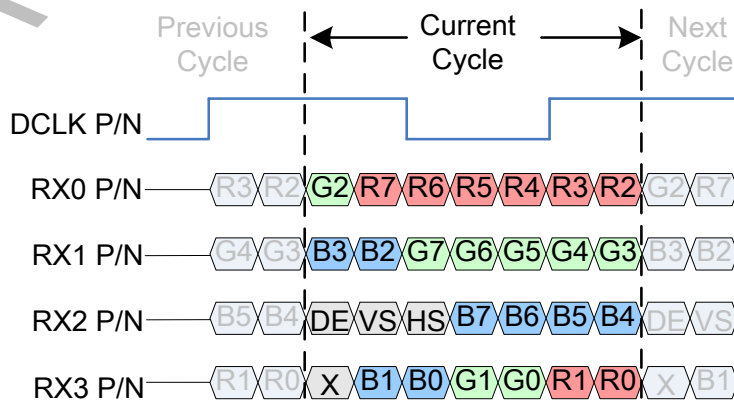 Previous Cycle
Current Cycle
Next Cycle
DCLK P/N
RX0 P/N R3 R2 G2 R7 R6 R5 R4 R3 R2 G2 R7
RX1 P/N G4 G3 B3 B2 G7 G6 G5 G4 G3 B3 B2
RX2 P/N B5 B4 DE VS HS B7 B6 B5 B4 DE VS
RX3 P/N R1 R0 X B1 B0 G1 G0 R1 R0 X B1